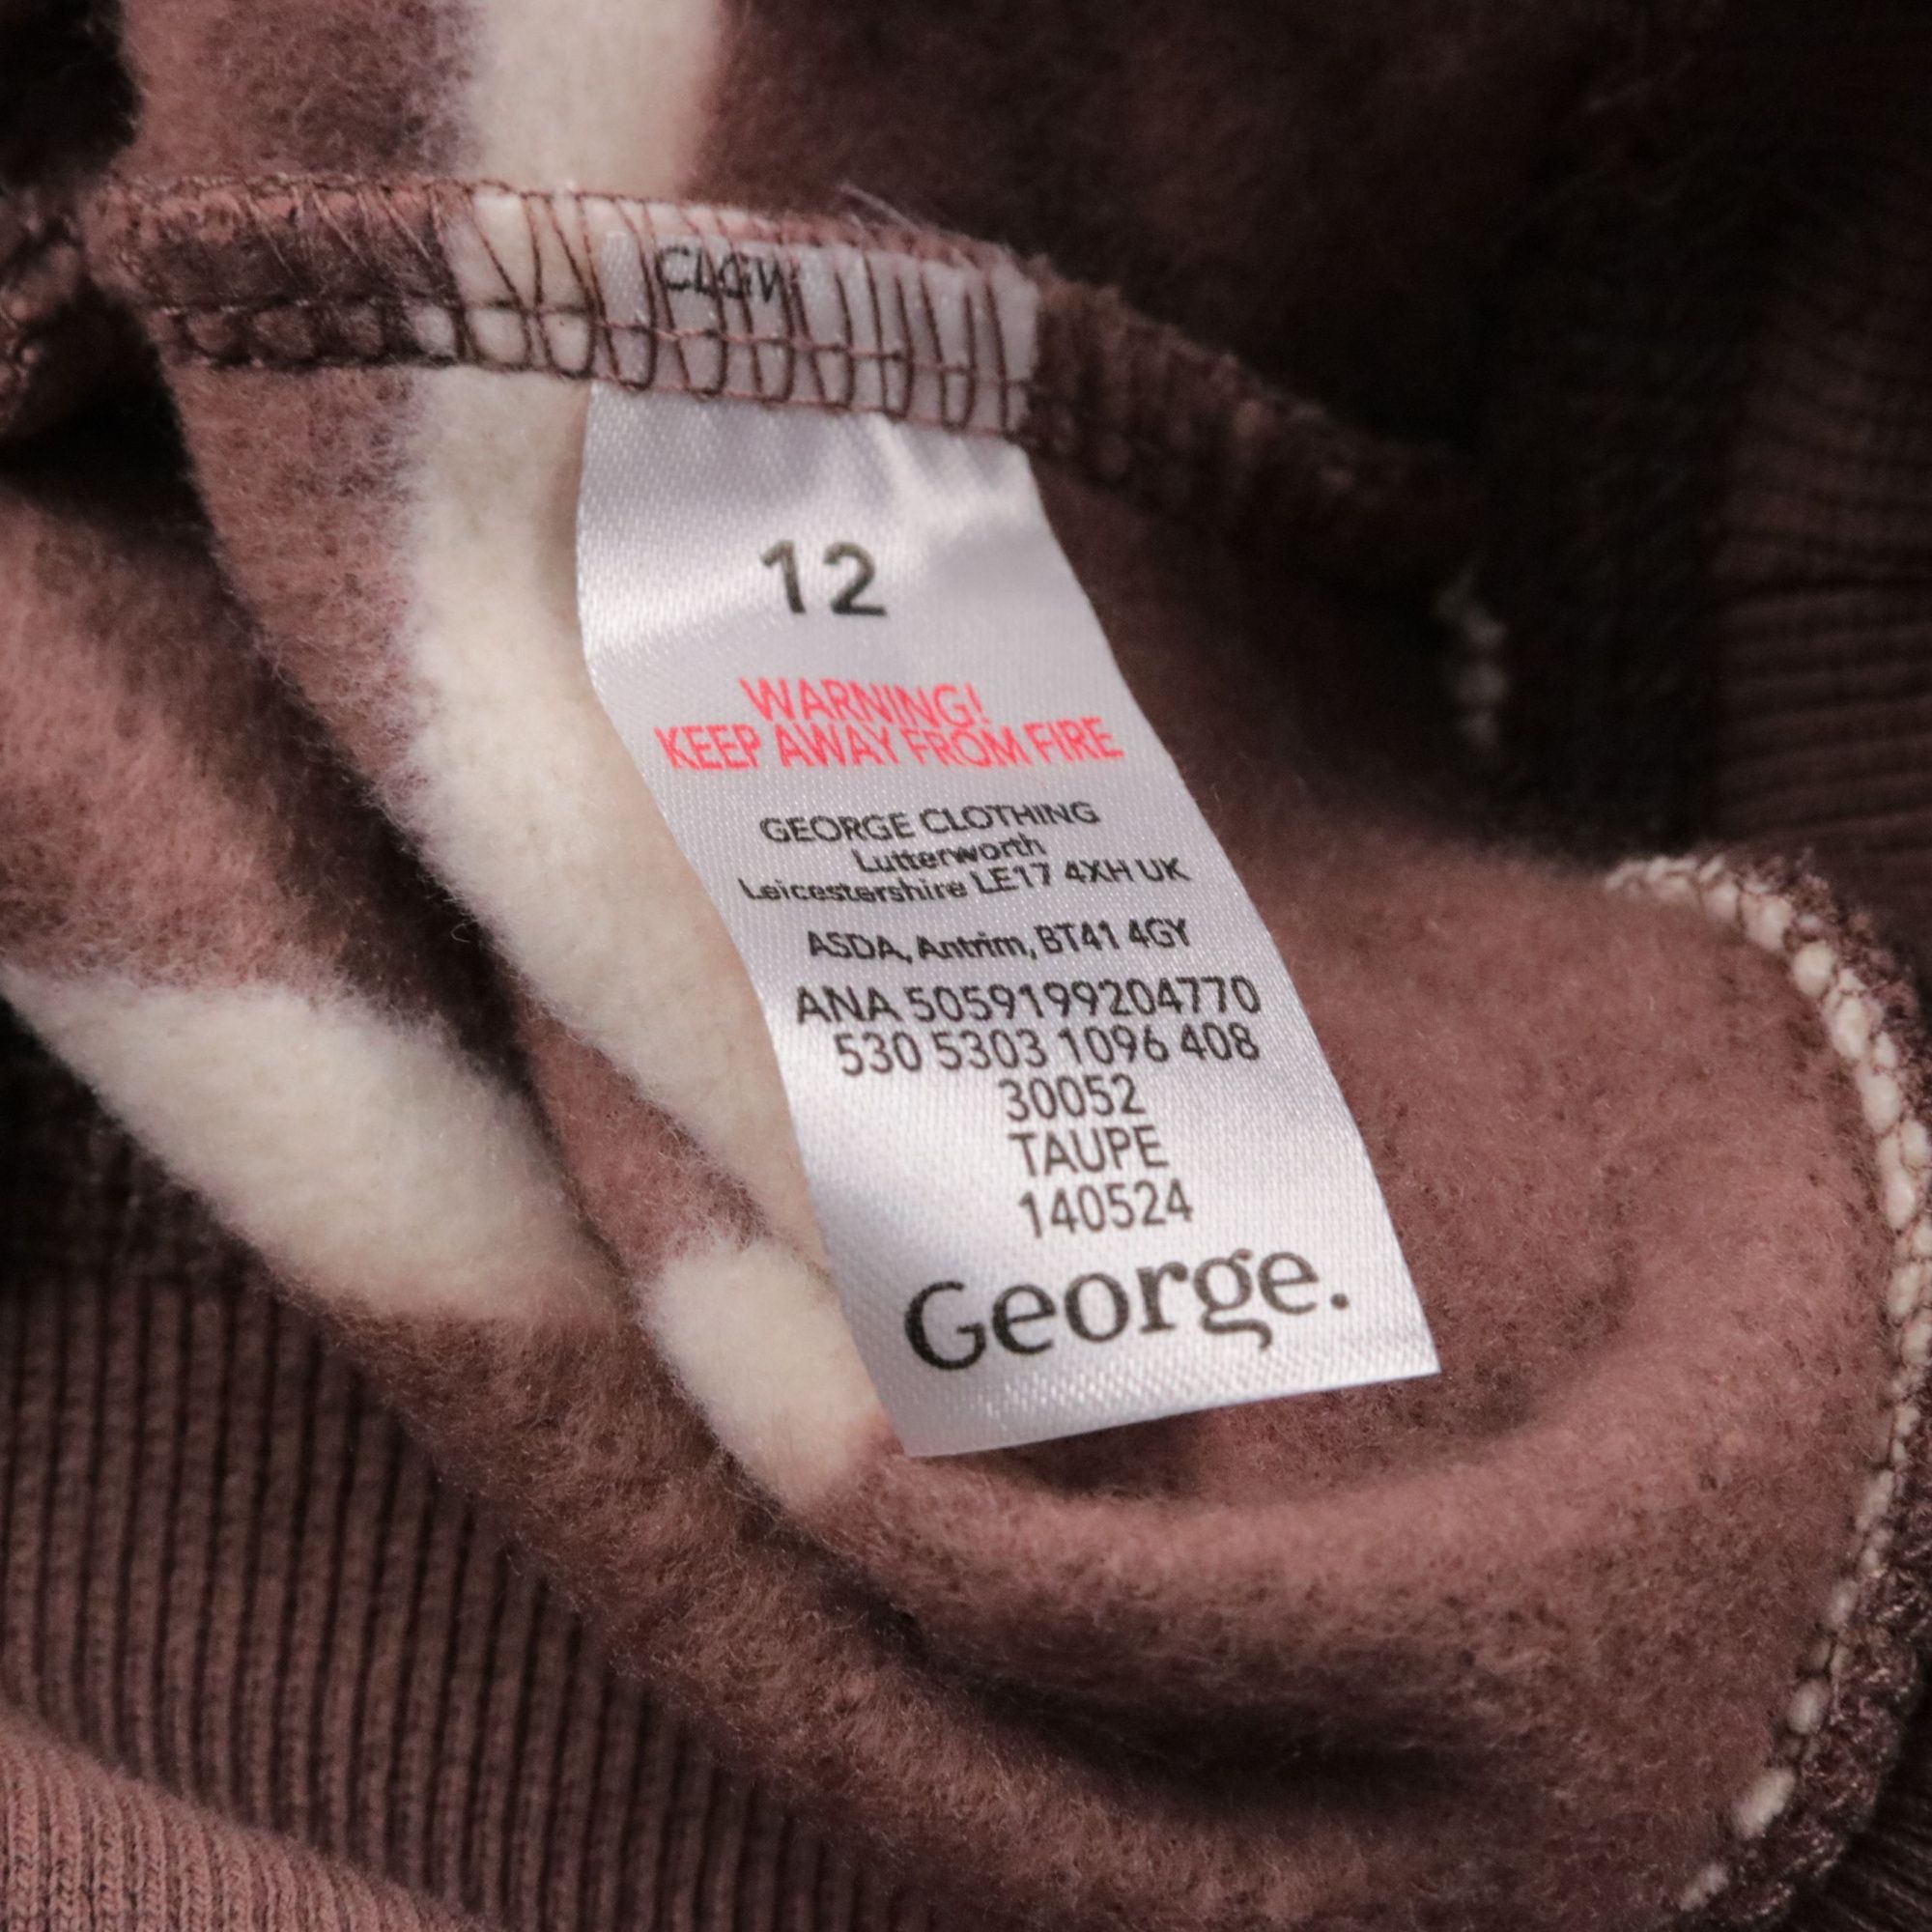 CLGW
12
WARNING!
KEEP AWAY FROM FIRE
GEORGE CLOTHING
Lutterworth
Leicestershire LE17 4XH UK
ASDA, Antrim, BT41 4GY
ANA 5059199204770
530 5303 1096 408
30052
TAUPE
140524
George.